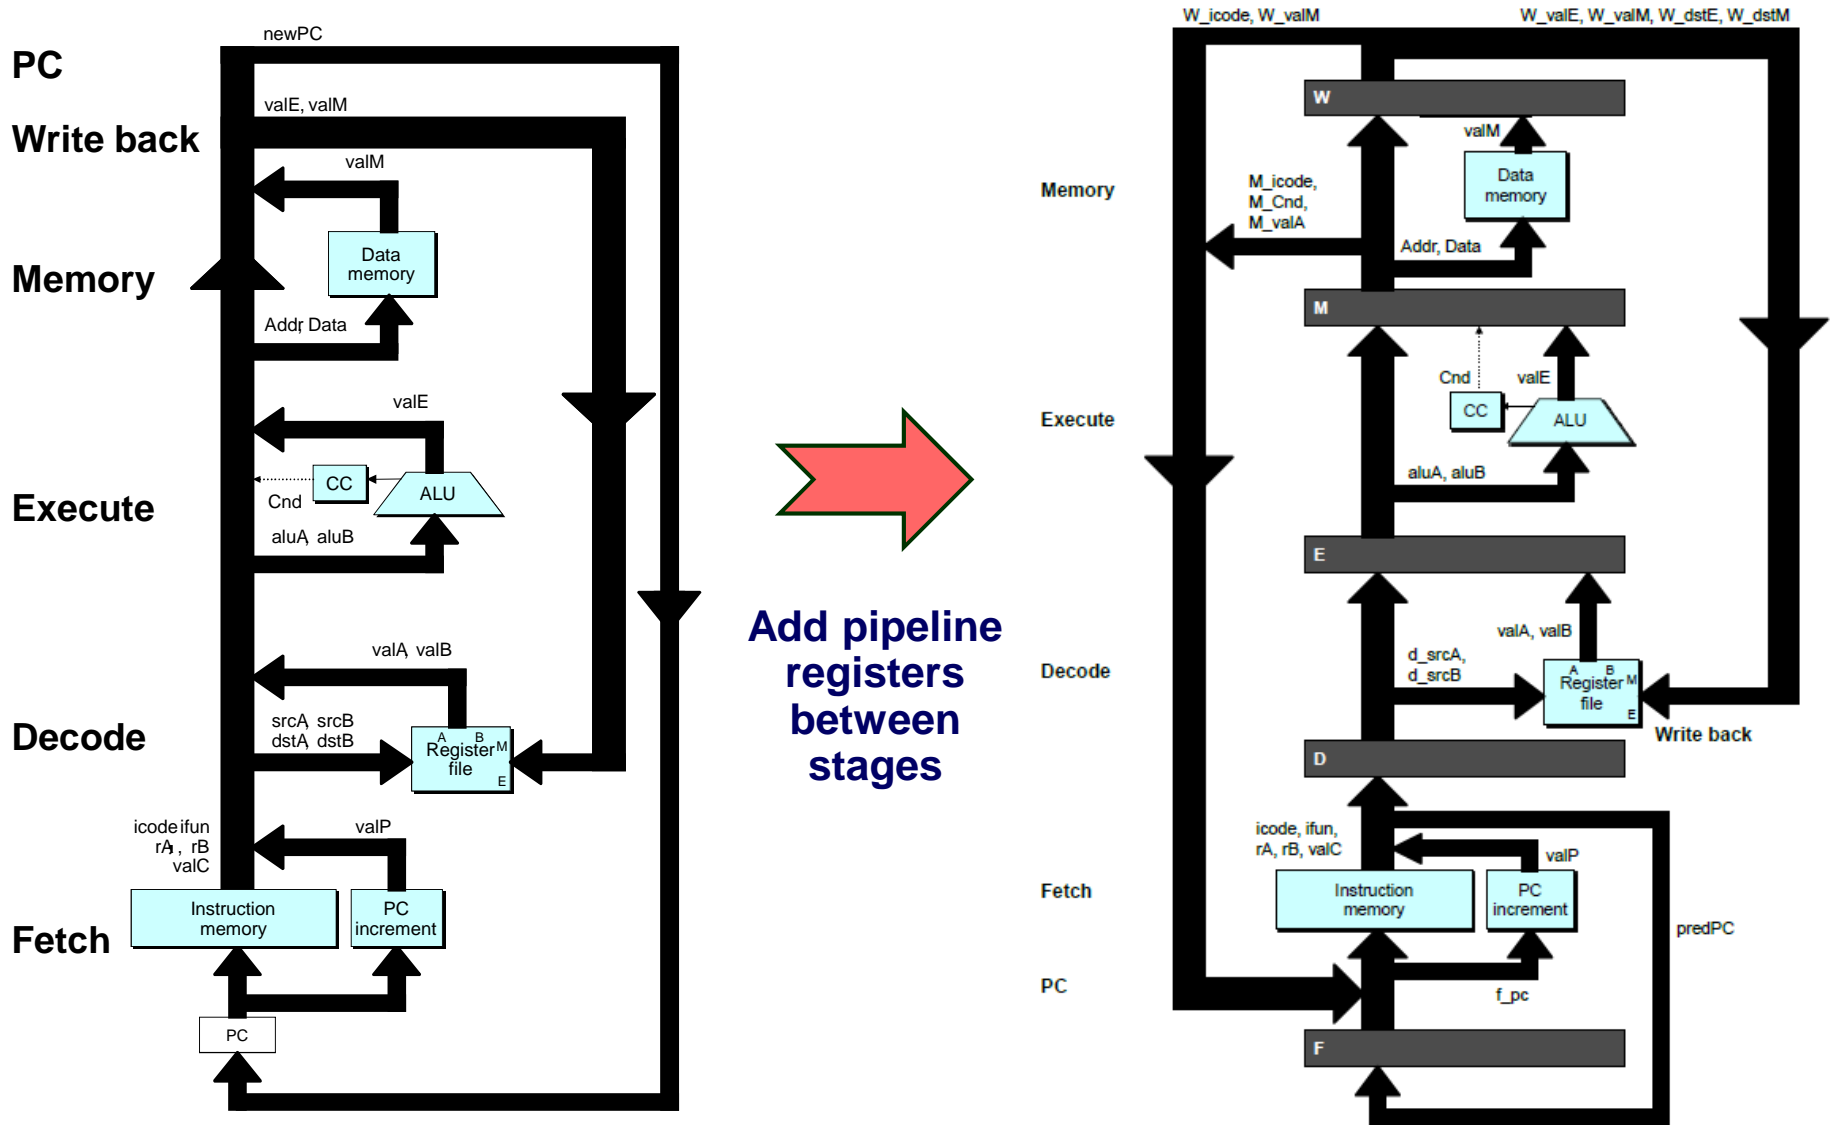 newPC
PC
valE, valM
Write back
valM
Data
memory
Memory
Addr, Data
valE
CC
ALU
Cnd
Execute
aluA, aluB
valA, valB
srcA, srcB
dstA, dstB
A B
Register M
file
E
Decode
icode ifun
rA, rB
valC
valP
Instruction
memory
PC
increment
Fetch
PC
Add pipeline
registers
between
stages
W_icode, W_valM
W_valE, W_valM, W_dstE, W_dstM
W
valM
Data
memory
Memory
M_icode,
M_Cnd,
M_valA
Addr, Data
M
Cnd
valE
CC
ALU
Execute
aluA, aluB
E
valA, valB
d_srcA,
d_srcB
A B
Register M
file
E
Decode
Write back
D
icode, ifun,
rA, rB, valC
valP
Instruction
memory
PC
increment
Fetch
predPC
PC
f_pc
F